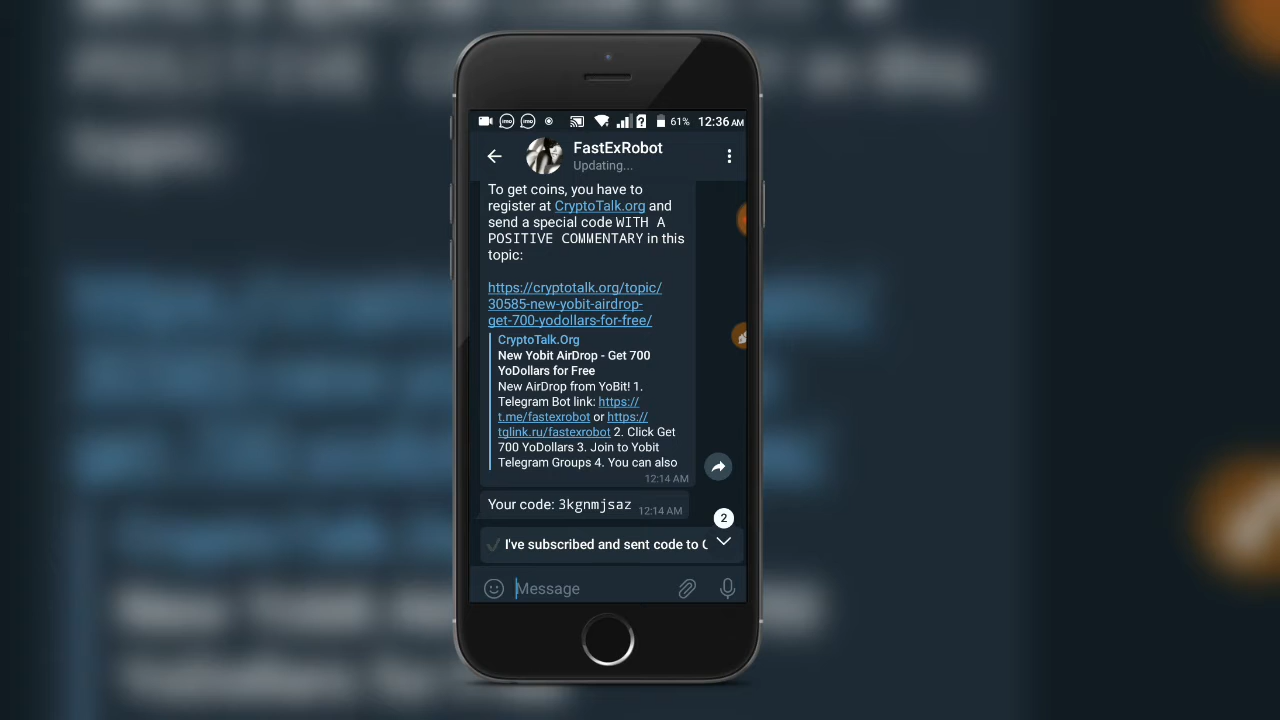 61% 12:36 AM
FastExRobot
Updating...
To get coins, you have to
register at CryptoTalk.org and
send a special code WITH A
POSITIVE COMMENTARY in this
topic:
https://cryptotalk.org/topic/
30585-new-yobit-airdrop-
get-700-yodollars-for-free/
CryptoTalk.Org
New Yobit AirDrop - Get 700
YoDollars for Free
New AirDrop from YoBit! 1.
Telegram Bot link: https://
t.me/fastexrobot or https://
tglink.ru/fastexrobot 2. Click Get
700 YoDollars 3. Join to Yobit
Telegram Groups 4. You can also
12:14 AM
Your code: 3kgnmjsaz 12:14 AM
2
I've subscribed and sent code to
Message